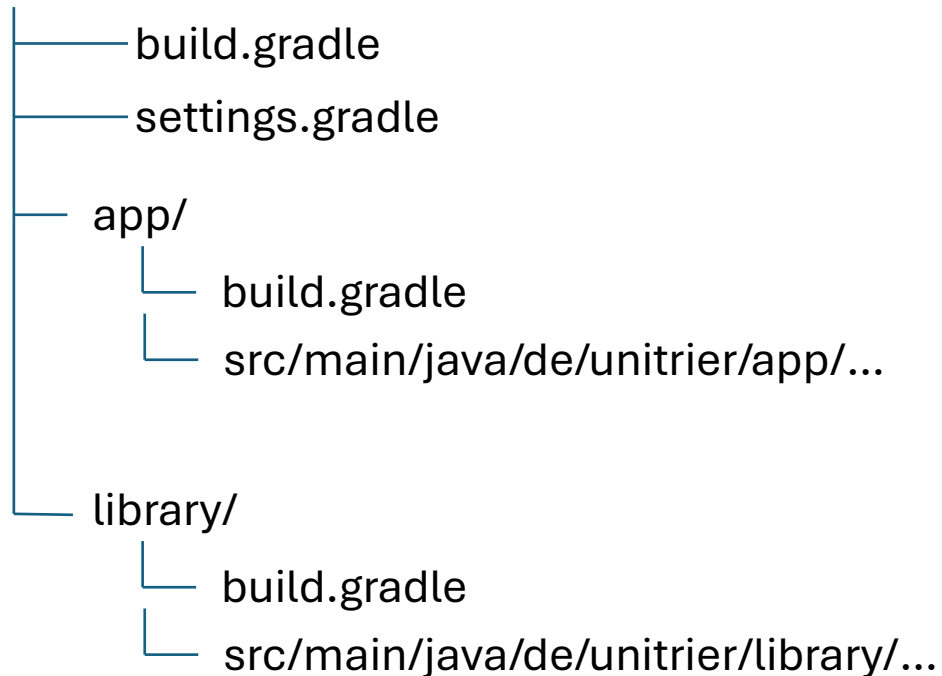 build.gradle
settings.gradle
app/
build.gradle
src/main/java/de/unitrier/app/...
library/
build.gradle
src/main/java/de/unitrier/library/...